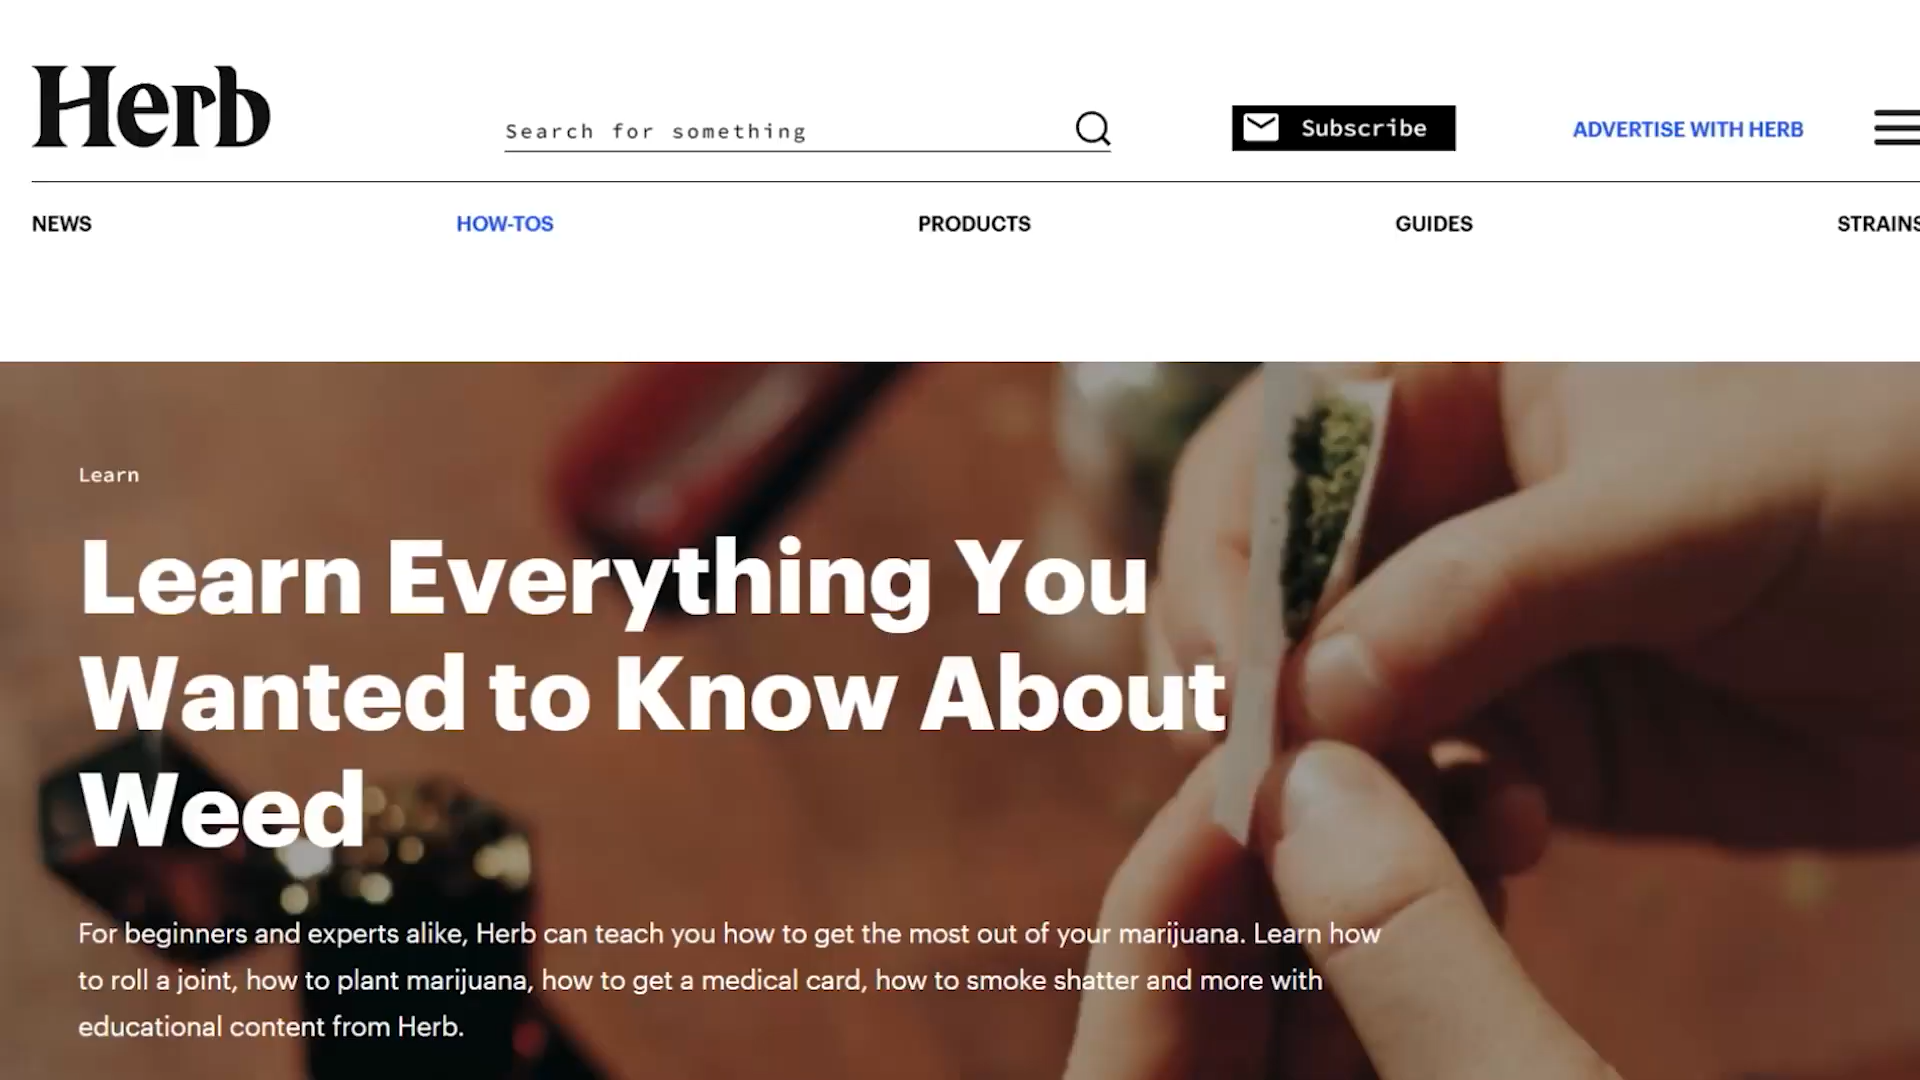 Herb
Search for something
Subscribe
ADVERTISE WITH HERB
NEWS
HOW-TOS
PRODUCTS
GUIDES
STRAINS
Learn
Learn Everything You
Wanted to Know About
Weed
For beginners and experts alike, Herb can teach you how to get the most out of your marijuana. Learn how
to roll a joint, how to plant marijuana, how to get a medical card, how to smoke shatter and more with
educational content from Herb.